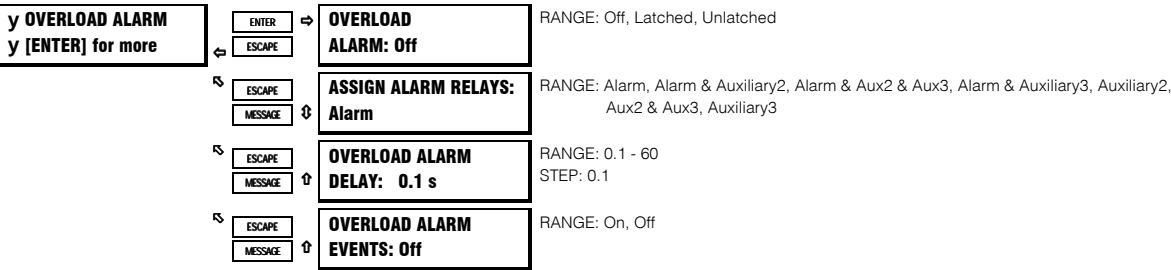 y OVERLOAD ALARM
y [ENTER] for more
ENTER
ESCAPE
OVERLOAD
ALARM: Off
RANGE: Off, Latched, Unlatched
ESCAPE
MESSAGE
ASSIGN ALARM RELAYS:
Alarm
RANGE: Alarm, Alarm & Auxiliary2, Alarm & Aux2 & Aux3, Alarm & Auxiliary3, Auxiliary2,
Aux2 & Aux3, Auxiliary3
ESCAPE
MESSAGE
OVERLOAD ALARM
DELAY: 0.1 s
RANGE: 0.1 - 60
STEP: 0.1
ESCAPE
MESSAGE
OVERLOAD ALARM
EVENTS: Off
RANGE: On, Off